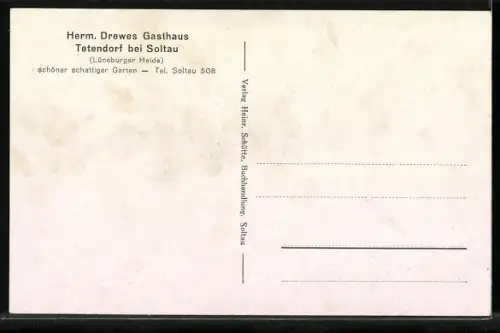 Herm. Drewes Gasthaus
Tetendorf bei Soltau
(Lüneburger Heide)
schöner schattiger Garten — Tel. Soltau 508
Verlag Heinr. Schütte, Buchhandlung, Soltau